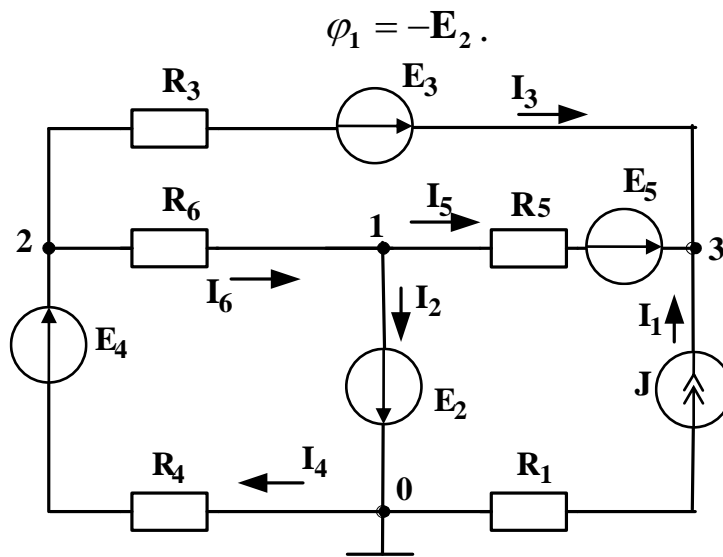 φ₁ = −E₂ .
R₃ E₃ I₃
R₆ I₅ R5 E₅
2 1 3
I₆ I₂ I₁
E₄ E₂ J
R₄ I₄ 0 R₁